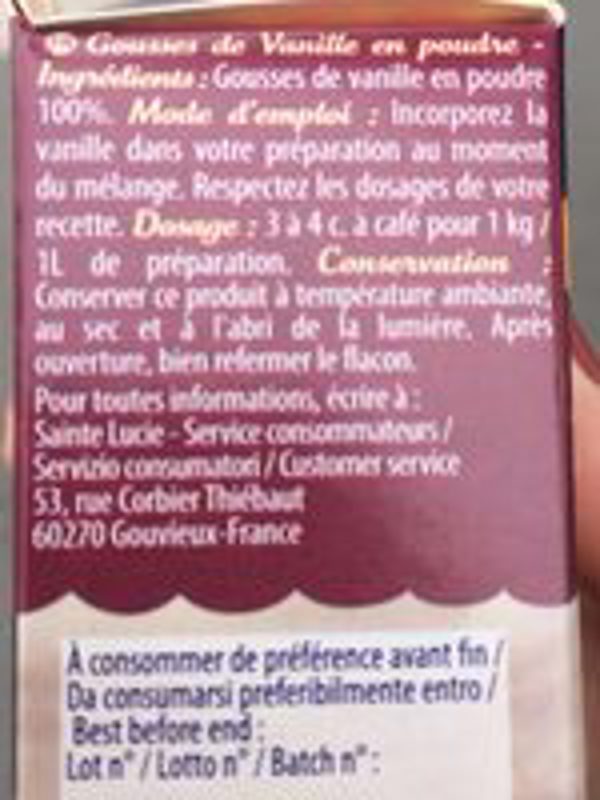 Gousses de Vanille en poudre -
Ingrédients : Gousses de vanille en poudre
100%. Mode d'emploi : Incorporez la
vanille dans votre préparation au moment
du mélange. Respectez les dosages de votre
recette. Dosage : 3 à 4 c. à café pour 1 kg /
1L de préparation. Conservation :
Conserver ce produit à température ambiante,
au sec et à l'abri de la lumière. Après
ouverture, bien refermer le flacon.
Pour toutes informations, écrire à :
Sainte Lucie - Service consommateurs /
Servizio consumatori / Customer service
53, rue Corbier Thiébaut
60270 Gouvieux-France
À consommer de préférence avant fin /
Da consumarsi preferibilmente entro /
Best before end :
Lot n° / Lotto n° / Batch n° :